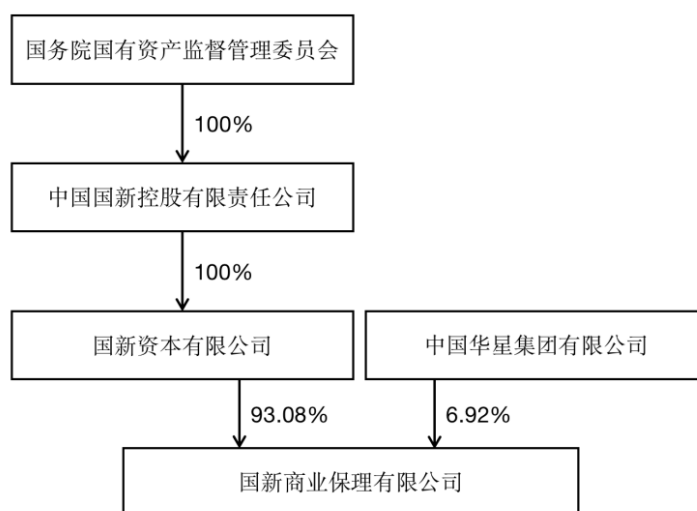 国务院国有资产监督管理委员会
100%
中国国新控股有限责任公司
100%
国新资本有限公司
中国华星集团有限公司
93.08%
6.92%
国新商业保理有限公司